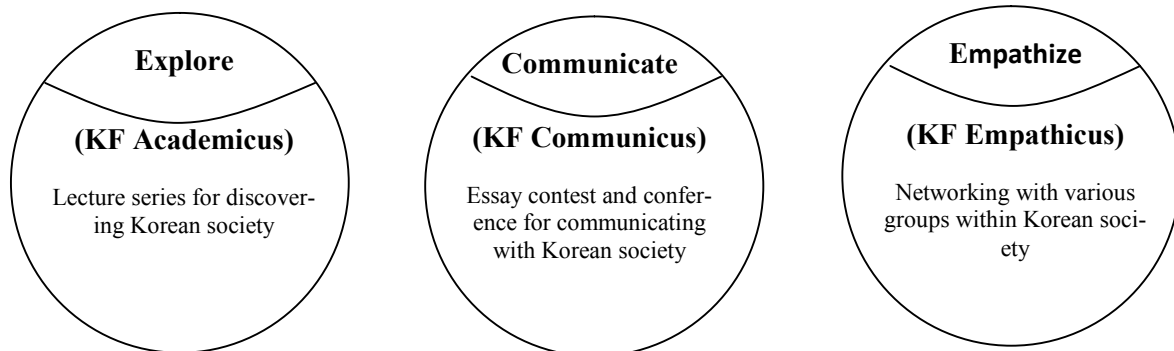 Explore
(KF Academicus)
Lecture series for discover-
ing Korean society
Communicate
(KF Communicus)
Essay contest and confer-
ence for communicating
with Korean society
Empathize
(KF Empathicus)
Networking with various
groups within Korean soci-
ety